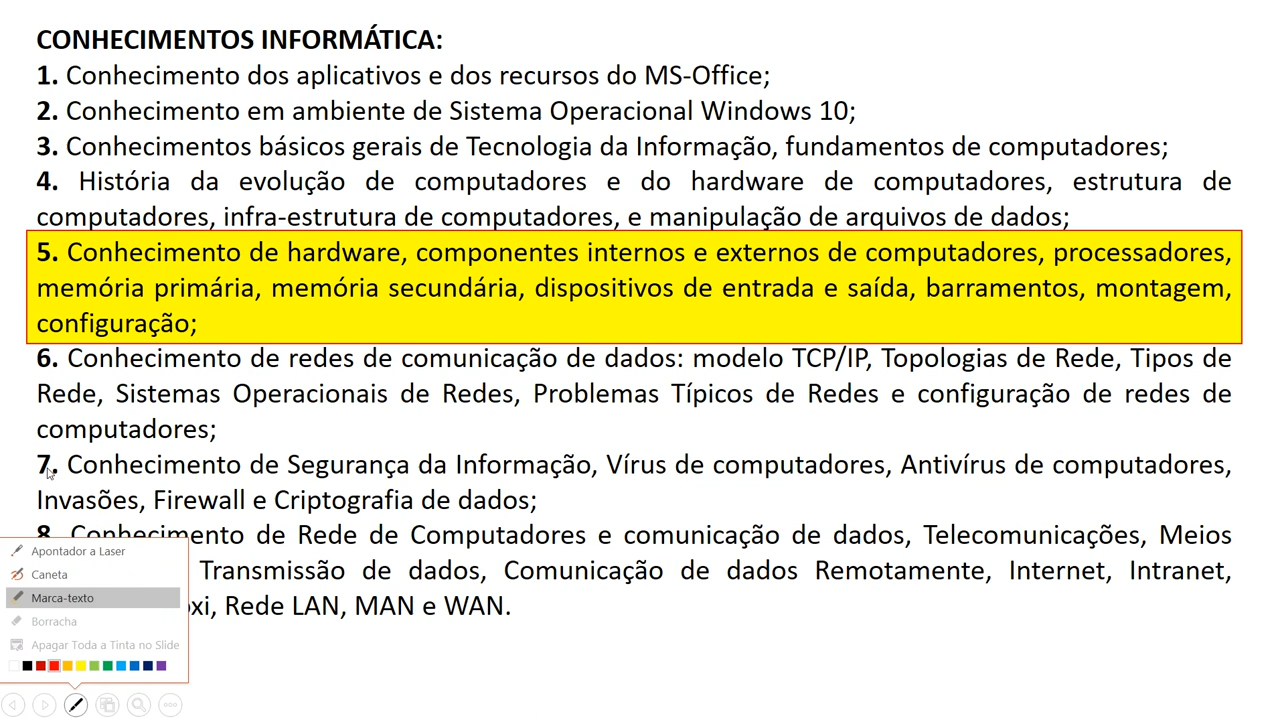 CONHECIMENTOS INFORMÁTICA:
1. Conhecimento dos aplicativos e dos recursos do MS-Office;
2. Conhecimento em ambiente de Sistema Operacional Windows 10;
3. Conhecimentos básicos gerais de Tecnologia da Informação, fundamentos de computadores;
4. História da evolução de computadores e do hardware de computadores, estrutura de
computadores, infra-estrutura de computadores, e manipulação de arquivos de dados;
5. Conhecimento de hardware, componentes internos e externos de computadores, processadores,
memória primária, memória secundária, dispositivos de entrada e saída, barramentos, montagem,
configuração;
6. Conhecimento de redes de comunicação de dados: modelo TCP/IP, Topologias de Rede, Tipos de
Rede, Sistemas Operacionais de Redes, Problemas Típicos de Redes e configuração de redes de
computadores;
7. Conhecimento de Segurança da Informação, Vírus de computadores, Antivírus de computadores,
Invasões, Firewall e Criptografia de dados;
8. Conhecimento de Rede de Computadores e comunicação de dados, Telecomunicações, Meios
Transmissão de dados, Comunicação de dados Remotamente, Internet, Intranet,
oxi, Rede LAN, MAN e WAN.
Apontador a Laser
Caneta
Marca-texto
Borracha
Apagar Toda a Tinta no Slide